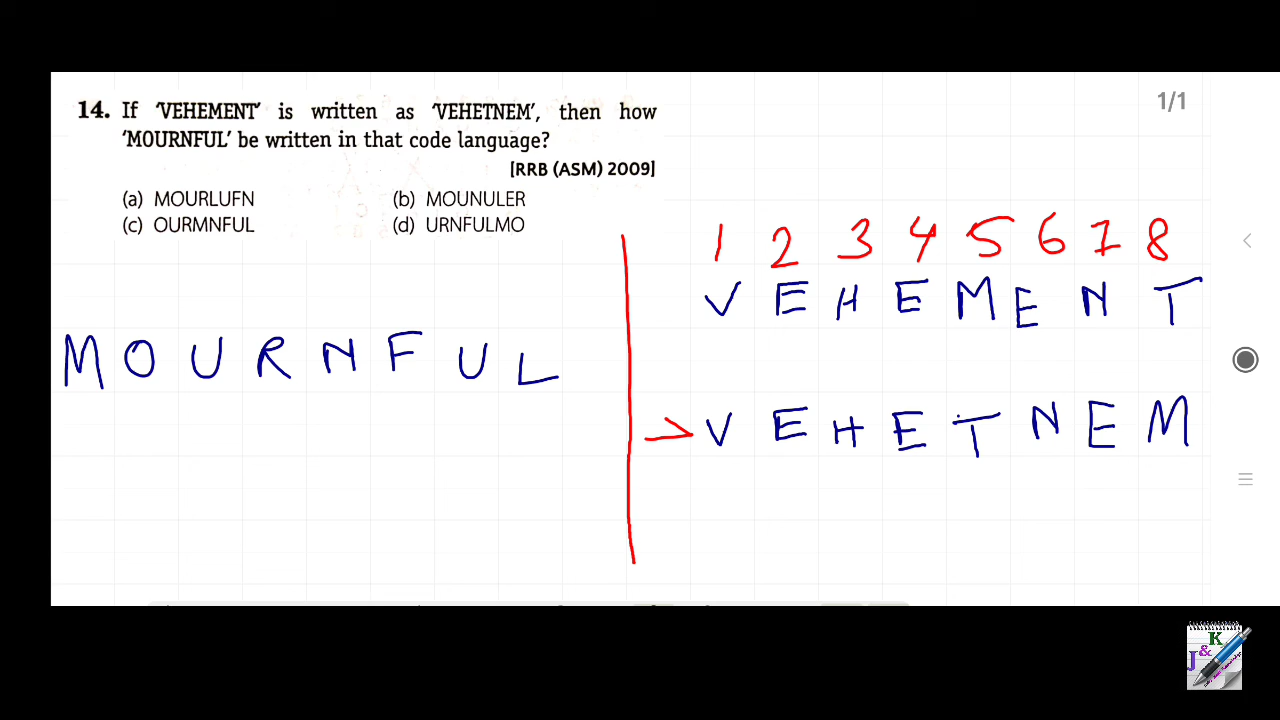 1/1
14. If 'VEHEMENT' is written as 'VEHETNEM', then how
'MOURNFUL' be written in that code language?
[RRB (ASM) 2009]
(a) MOURLUFN (b) MOUNULER
(c) OURMNFUL (d) URNFULMO
1 2 3 4 5 6 7 8
V E H E M E N T
M O U R N F U L
→ V E H E T N E M
J & K